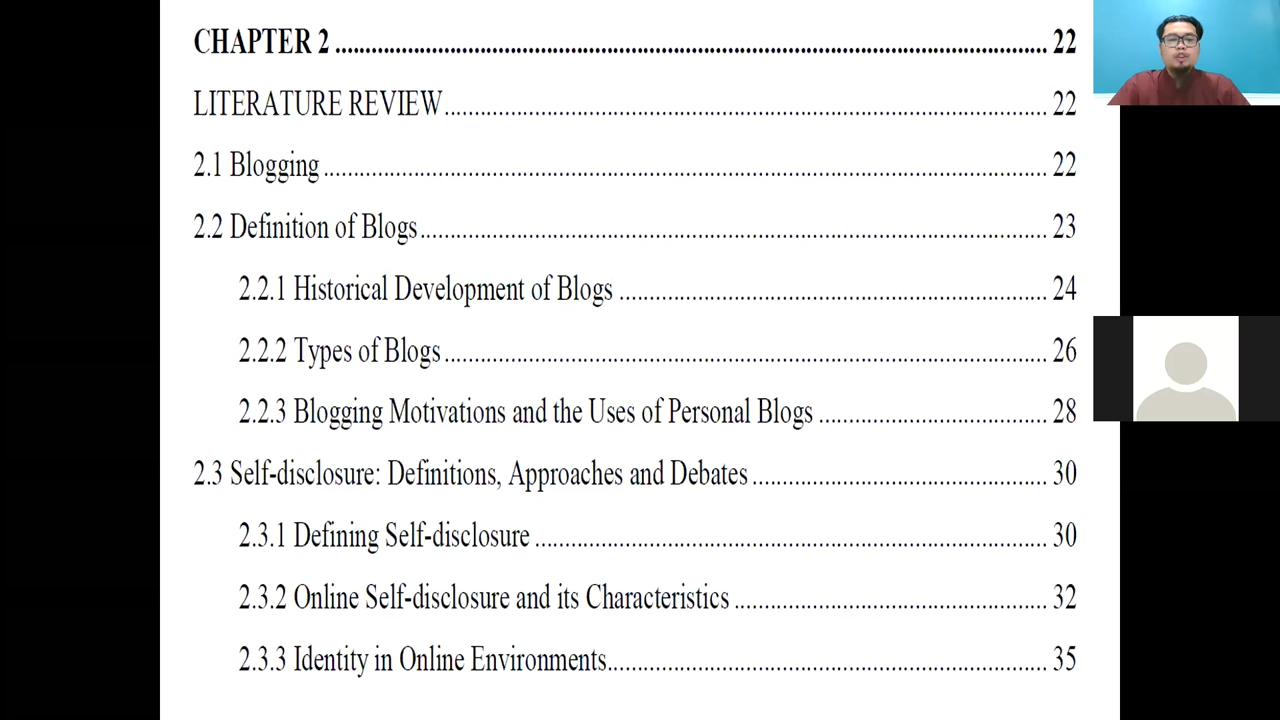 CHAPTER 2 ........................................................................................................................ 22
LITERATURE REVIEW.................................................................................................... 22
2.1 Blogging ........................................................................................................................ 22
2.2 Definition of Blogs........................................................................................................ 23
2.2.1 Historical Development of Blogs ....................................................................... 24
2.2.2 Types of Blogs..................................................................................................... 26
2.2.3 Blogging Motivations and the Uses of Personal Blogs ...................................... 28
2.3 Self-disclosure: Definitions, Approaches and Debates ................................................. 30
2.3.1 Defining Self-disclosure ..................................................................................... 30
2.3.2 Online Self-disclosure and its Characteristics .................................................... 32
2.3.3 Identity in Online Environments......................................................................... 35